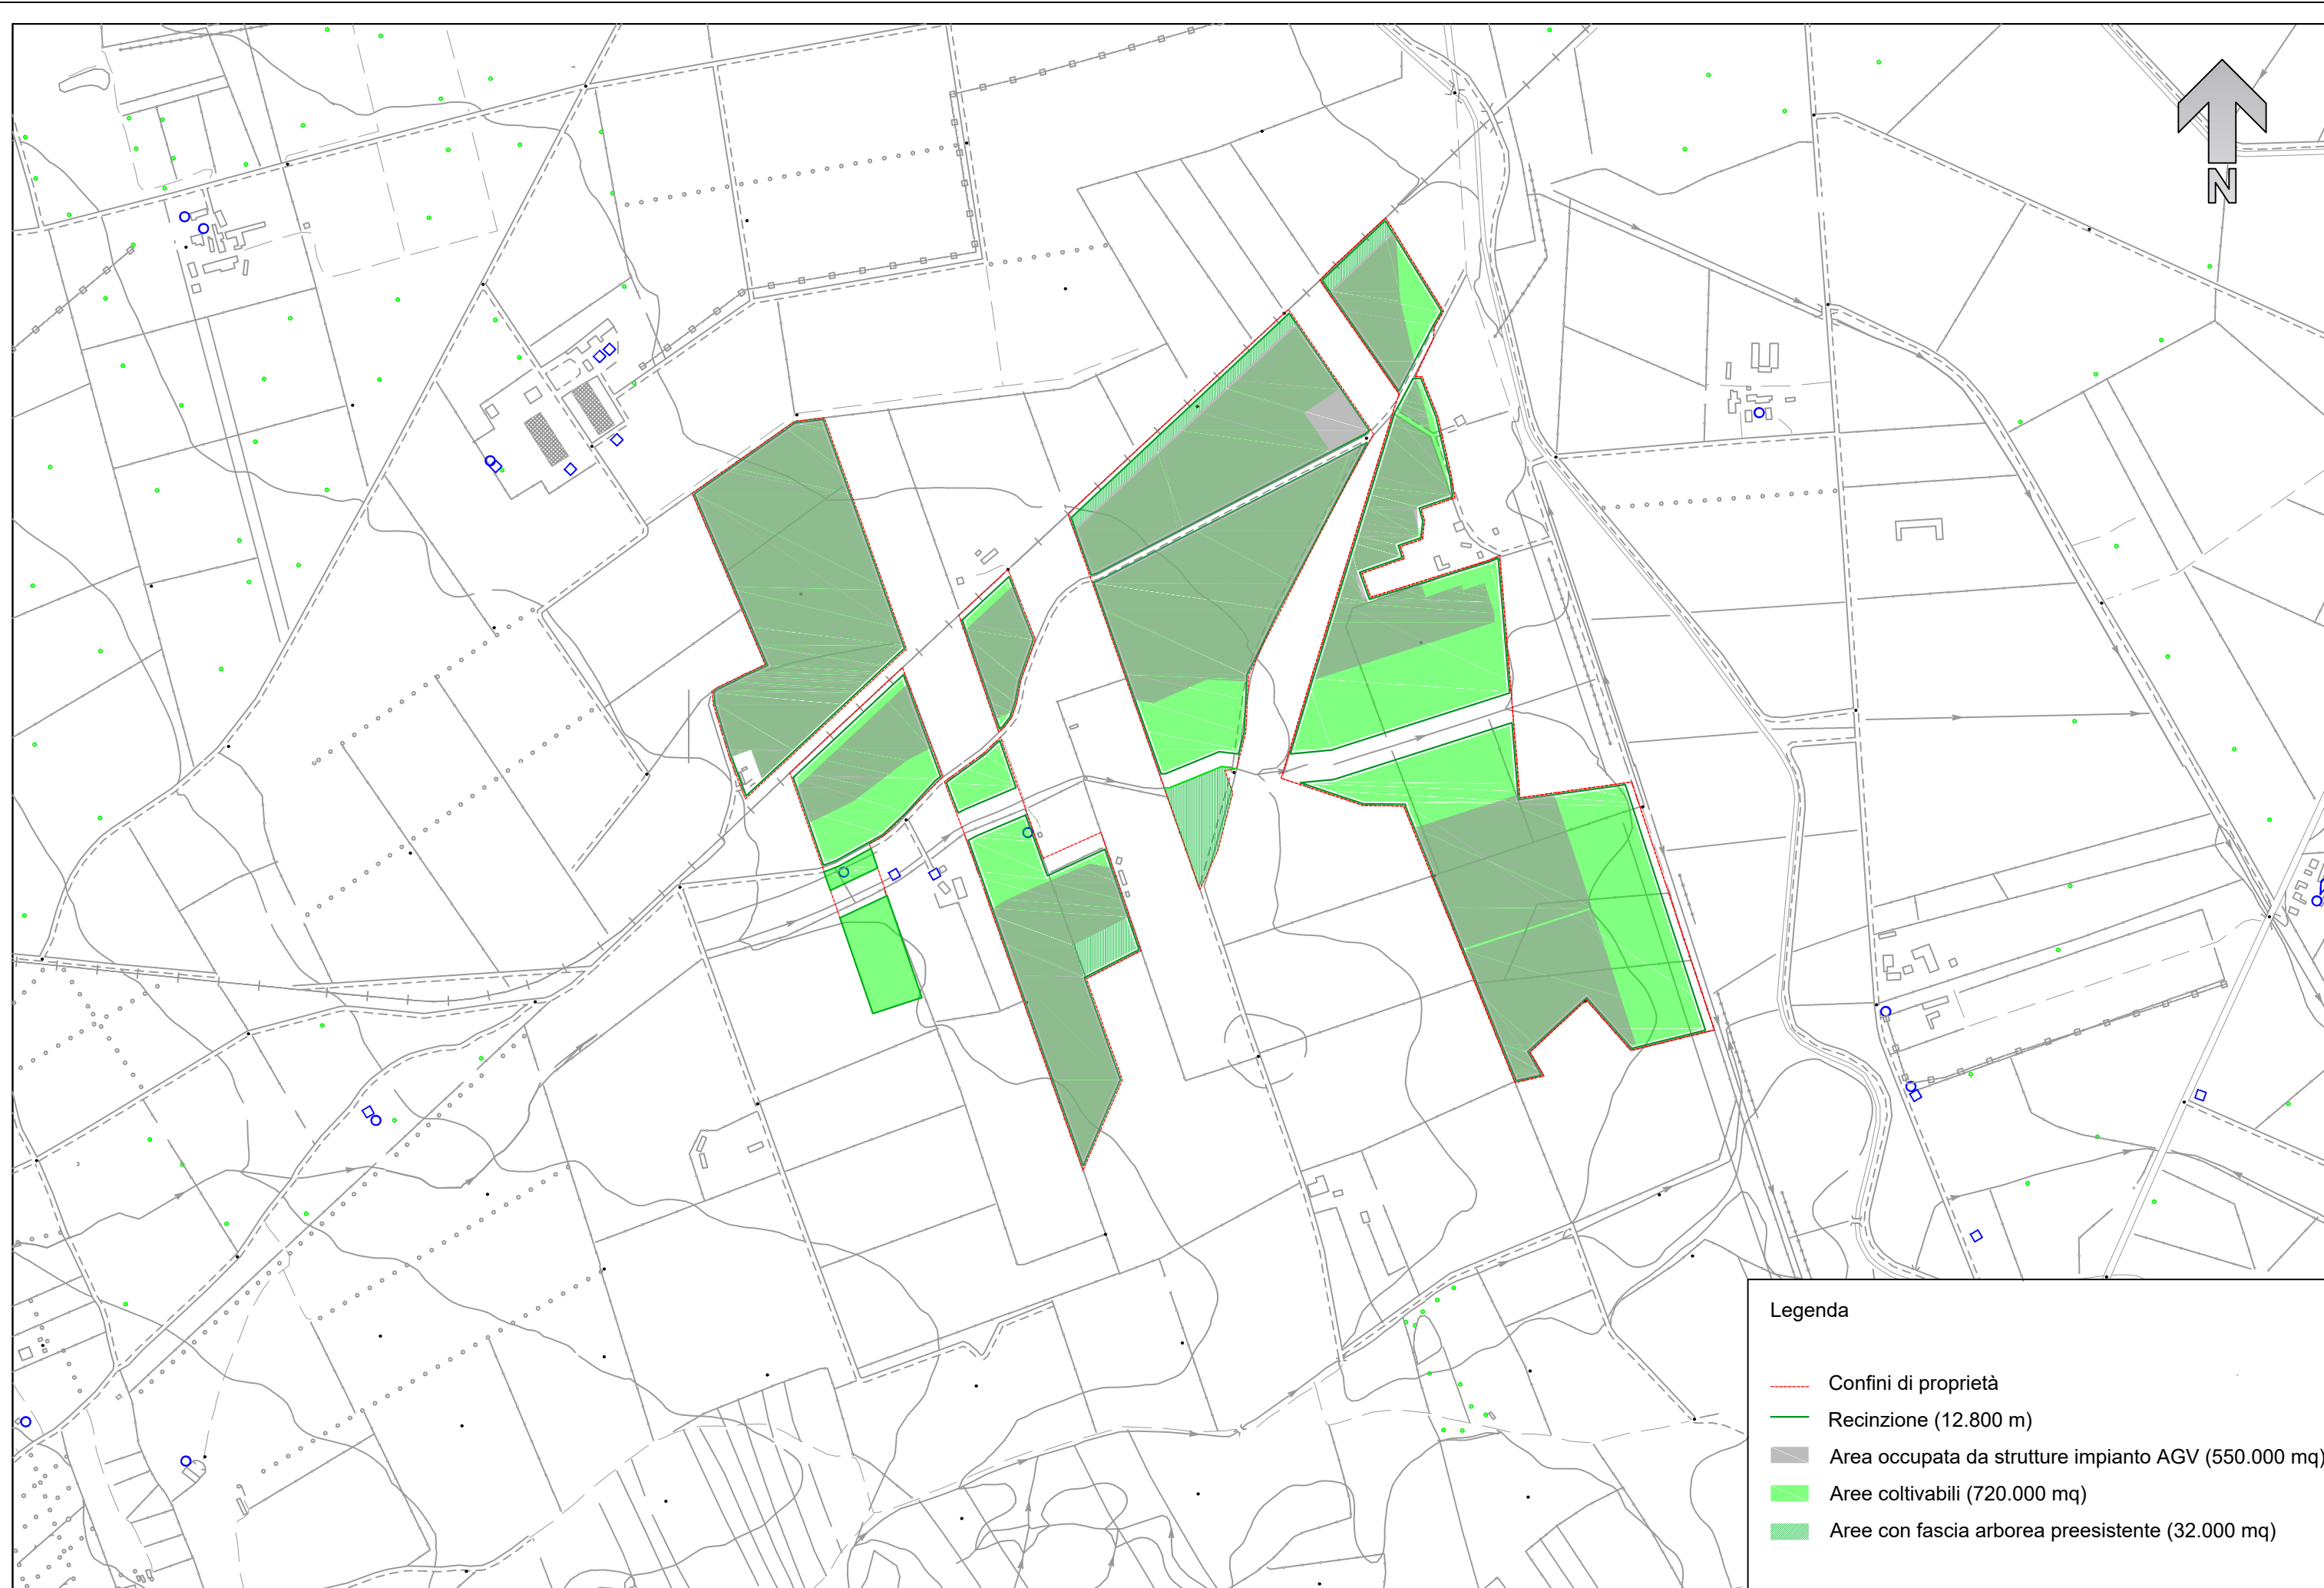 N
Legenda
Confini di proprietà
Recinzione (12.800 m)
Area occupata da strutture impianto AGV (550.000 mq)
Aree coltivabili (720.000 mq)
Aree con fascia arborea preesistente (32.000 mq)